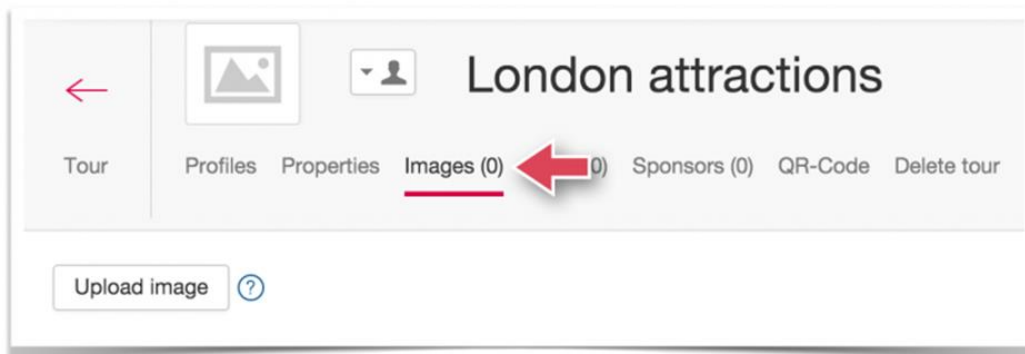 London attractions
Tour Profiles Properties Images (0) 0) Sponsors (0) QR-Code Delete tour
Upload image ?